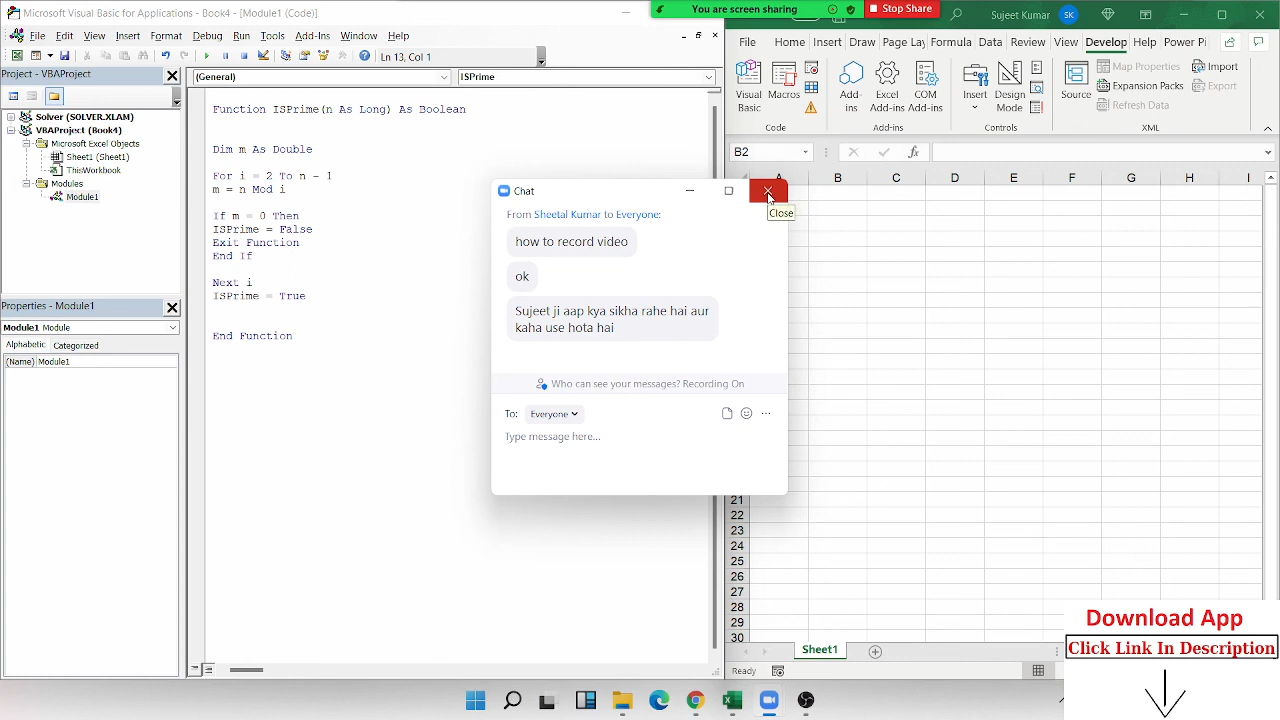 Microsoft Visual Basic for Applications - Book4 - [Module1 (Code)]
You are screen sharing
Stop Share
Sujeet Kumar
SK
File Edit View Insert Format Debug Run Tools Add-Ins Window Help
File Home Insert Draw Page Lay Formula Data Review View Develop Help Power Pi
Ln 13, Col 1
Project - VBAProject
(General)
ISPrime
Solver (SOLVER.XLAM)
VBAProject (Book4)
Microsoft Excel Objects
Sheet1 (Sheet1)
ThisWorkbook
Modules
Module1
Properties - Module1
Module1 Module
Alphabetic Categorized
(Name) Module1
Function ISPrime(n As Long) As Boolean
Dim m As Double
For i = 2 To n - 1
m = n Mod i
If m = 0 Then
ISPrime = False
Exit Function
End If
Next i
ISPrime = True
End Function
Chat
Close
From Sheetal Kumar to Everyone:
how to record video
ok
Sujeet ji aap kya sikha rahe hai aur
kaha use hota hai
Who can see your messages? Recording On
To: Everyone
Type message here...
Visual Basic
Macros
Code
Add-ins
Excel Add-ins
COM Add-ins
Add-ins
Insert
Design Mode
Controls
Source
Map Properties
Expansion Packs
Refresh Data
Import
Export
XML
B2
fx
A B C D E F G H I
21
22
23
24
25
26
27
28
29
30
Sheet1
Ready
Download App
Click Link In Description